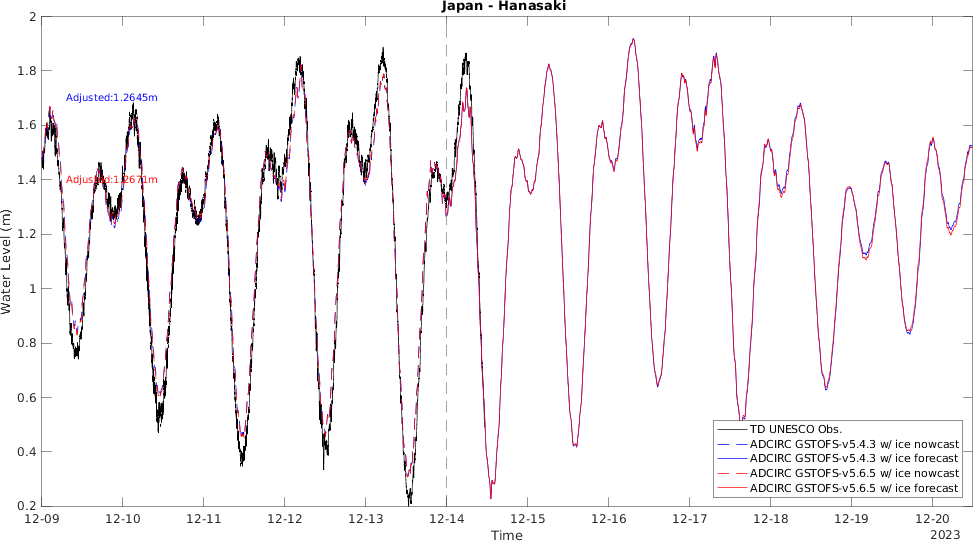 Japan - Hanasaki
2
1.8
1.6
1.4
1.2
1
0.8
0.6
0.4
0.2
Water Level (m)
Adjusted:1.2645m
Adjusted:1.2671m
TD UNESCO Obs.
ADCIRC GSTOFS-v5.4.3 w/ ice nowcast
ADCIRC GSTOFS-v5.4.3 w/ ice forecast
ADCIRC GSTOFS-v5.6.5 w/ ice nowcast
ADCIRC GSTOFS-v5.6.5 w/ ice forecast
12-09 12-10 12-11 12-12 12-13 12-14 12-15 12-16 12-17 12-18 12-19 12-20
2023
Time